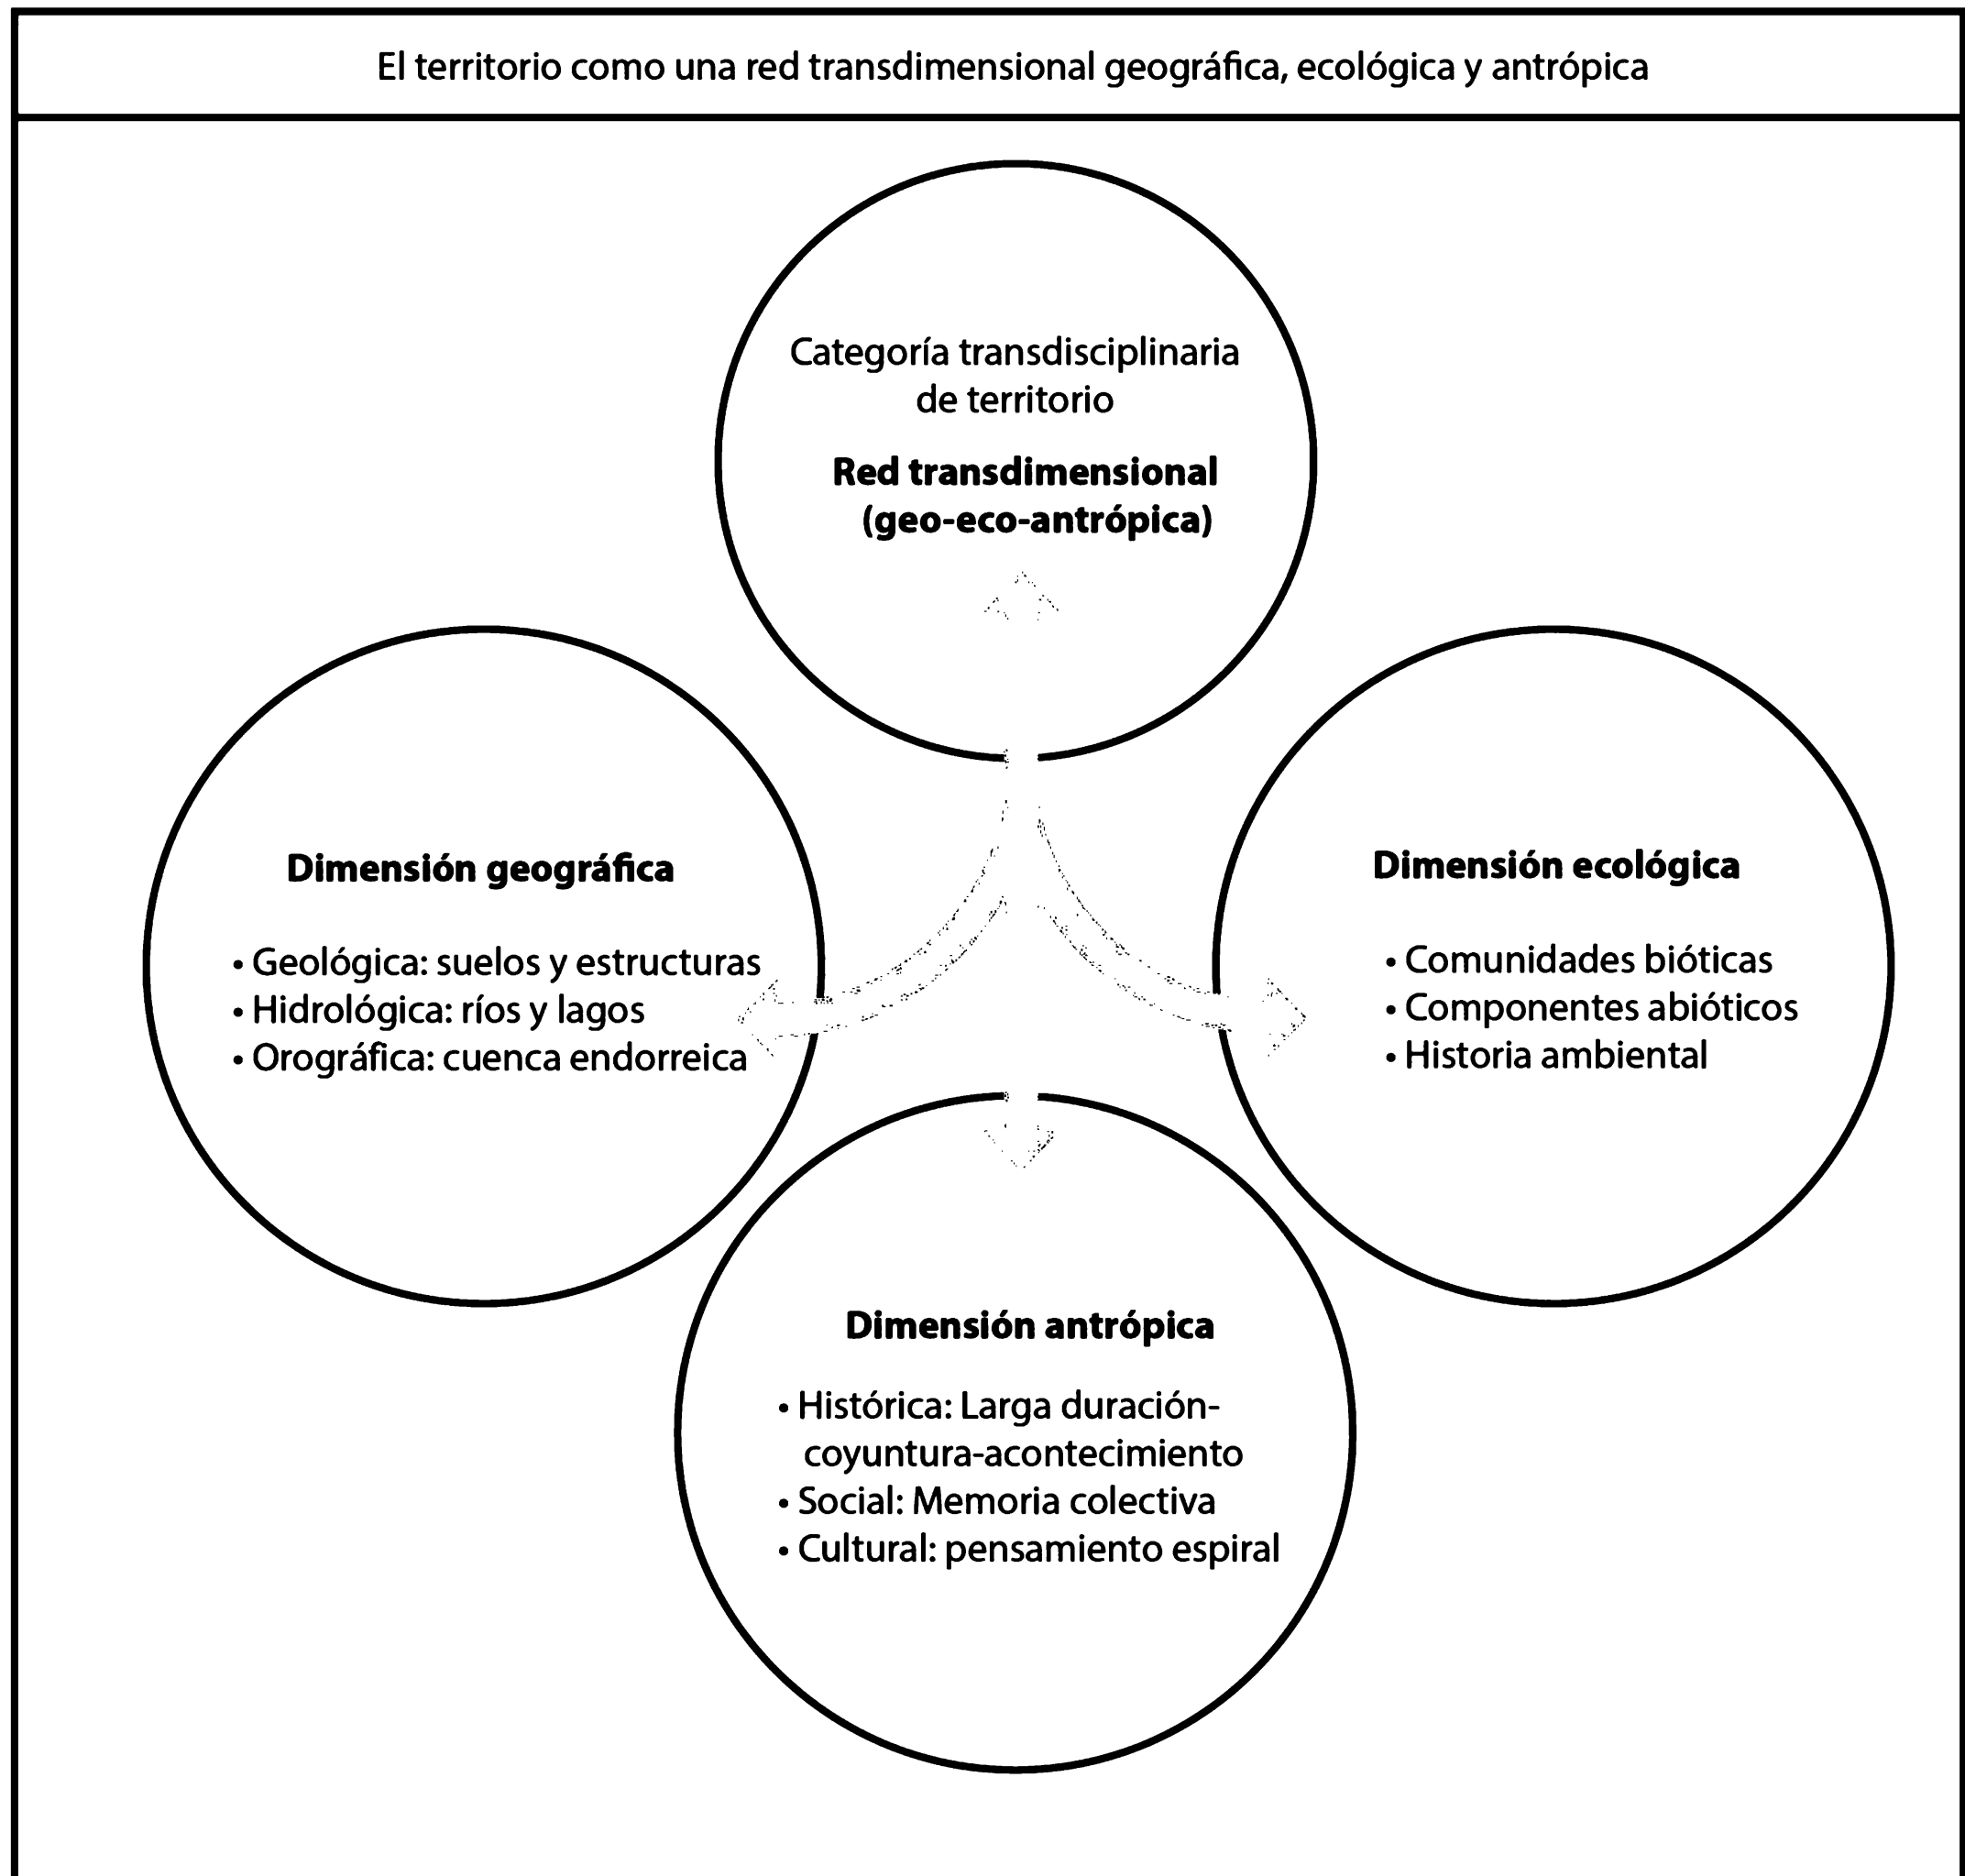 El territorio como una red transdimensional geográfica, ecológica y antrópica
Categoría transdisciplinaria
de territorio
Red transdimensional
(geo-eco-antrópica)
Dimensión geográfica
• Geológica: suelos y estructuras
• Hidrológica: ríos y lagos
• Orográfica: cuenca endorreica
Dimensión ecológica
• Comunidades bióticas
• Componentes abióticos
• Historia ambiental
Dimensión antrópica
• Histórica: Larga duración-
coyuntura-acontecimiento
• Social: Memoria colectiva
• Cultural: pensamiento espiral